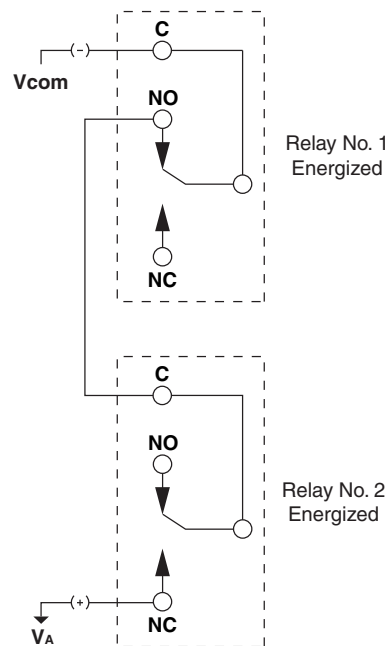 C
(-)
Vcom
NO
Relay No. 1
Energized
NC
C
NO
Relay No. 2
Energized
(+)
VA
NC